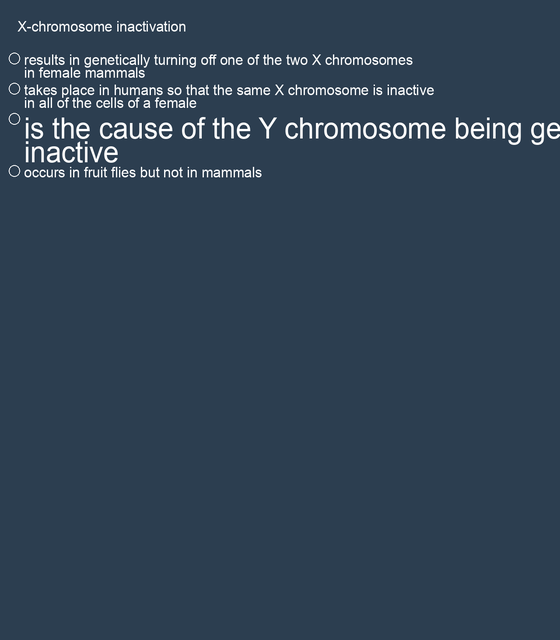 X-chromosome inactivation
results in genetically turning off one of the two X chromosomes
in female mammals
takes place in humans so that the same X chromosome is inactive
in all of the cells of a female
is the cause of the Y chromosome being ge
inactive
occurs in fruit flies but not in mammals